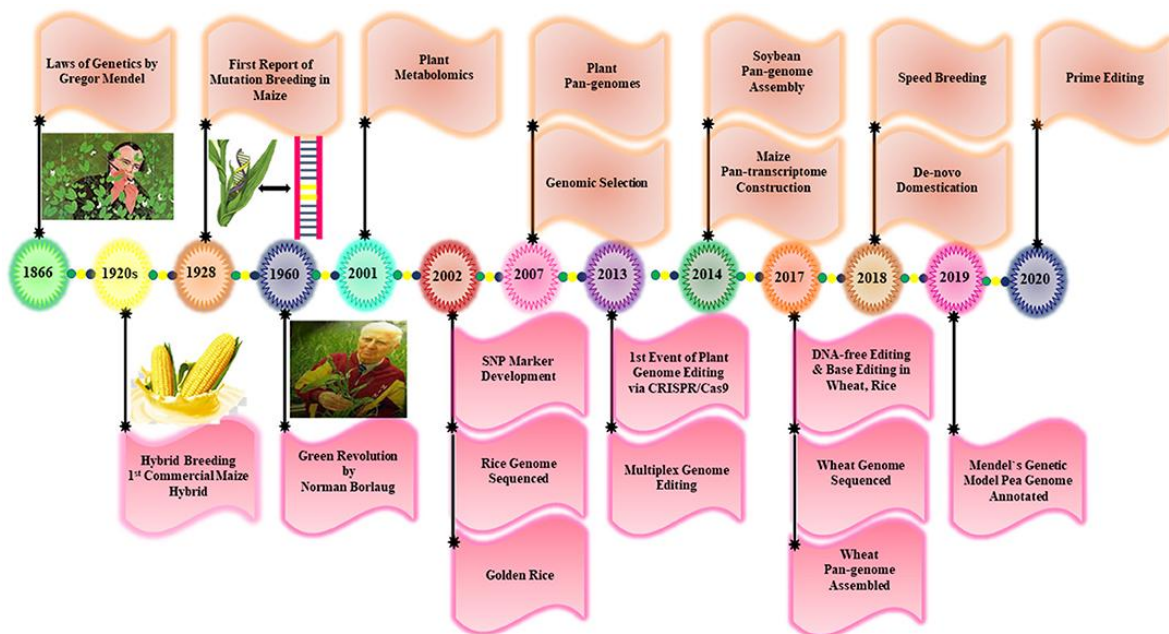 Laws of Genetics by
Gregor Mendel
First Report of
Mutation Breeding in
Maize
Plant
Metabolomics
Plant
Pan-genomes
Genomic Selection
Soybean
Pan-genome
Assembly
Maize
Pan-transcriptome
Construction
Speed Breeding
De-novo
Domestication
Prime Editing
1866
1920s
1928
1960
2001
2002
2007
2013
2014
2017
2018
2019
2020
Hybrid Breeding
1st Commercial Maize
Hybrid
Green Revolution
by
Norman Borlaug
SNP Marker
Development
Rice Genome
Sequenced
Golden Rice
1st Event of Plant
Genome Editing
via CRISPR/Cas9
Multiplex Genome
Editing
DNA-free Editing
& Base Editing in
Wheat, Rice
Wheat Genome
Sequenced
Wheat
Pan-genome
Assembled
Mendel`s Genetic
Model Pea Genome
Annotated